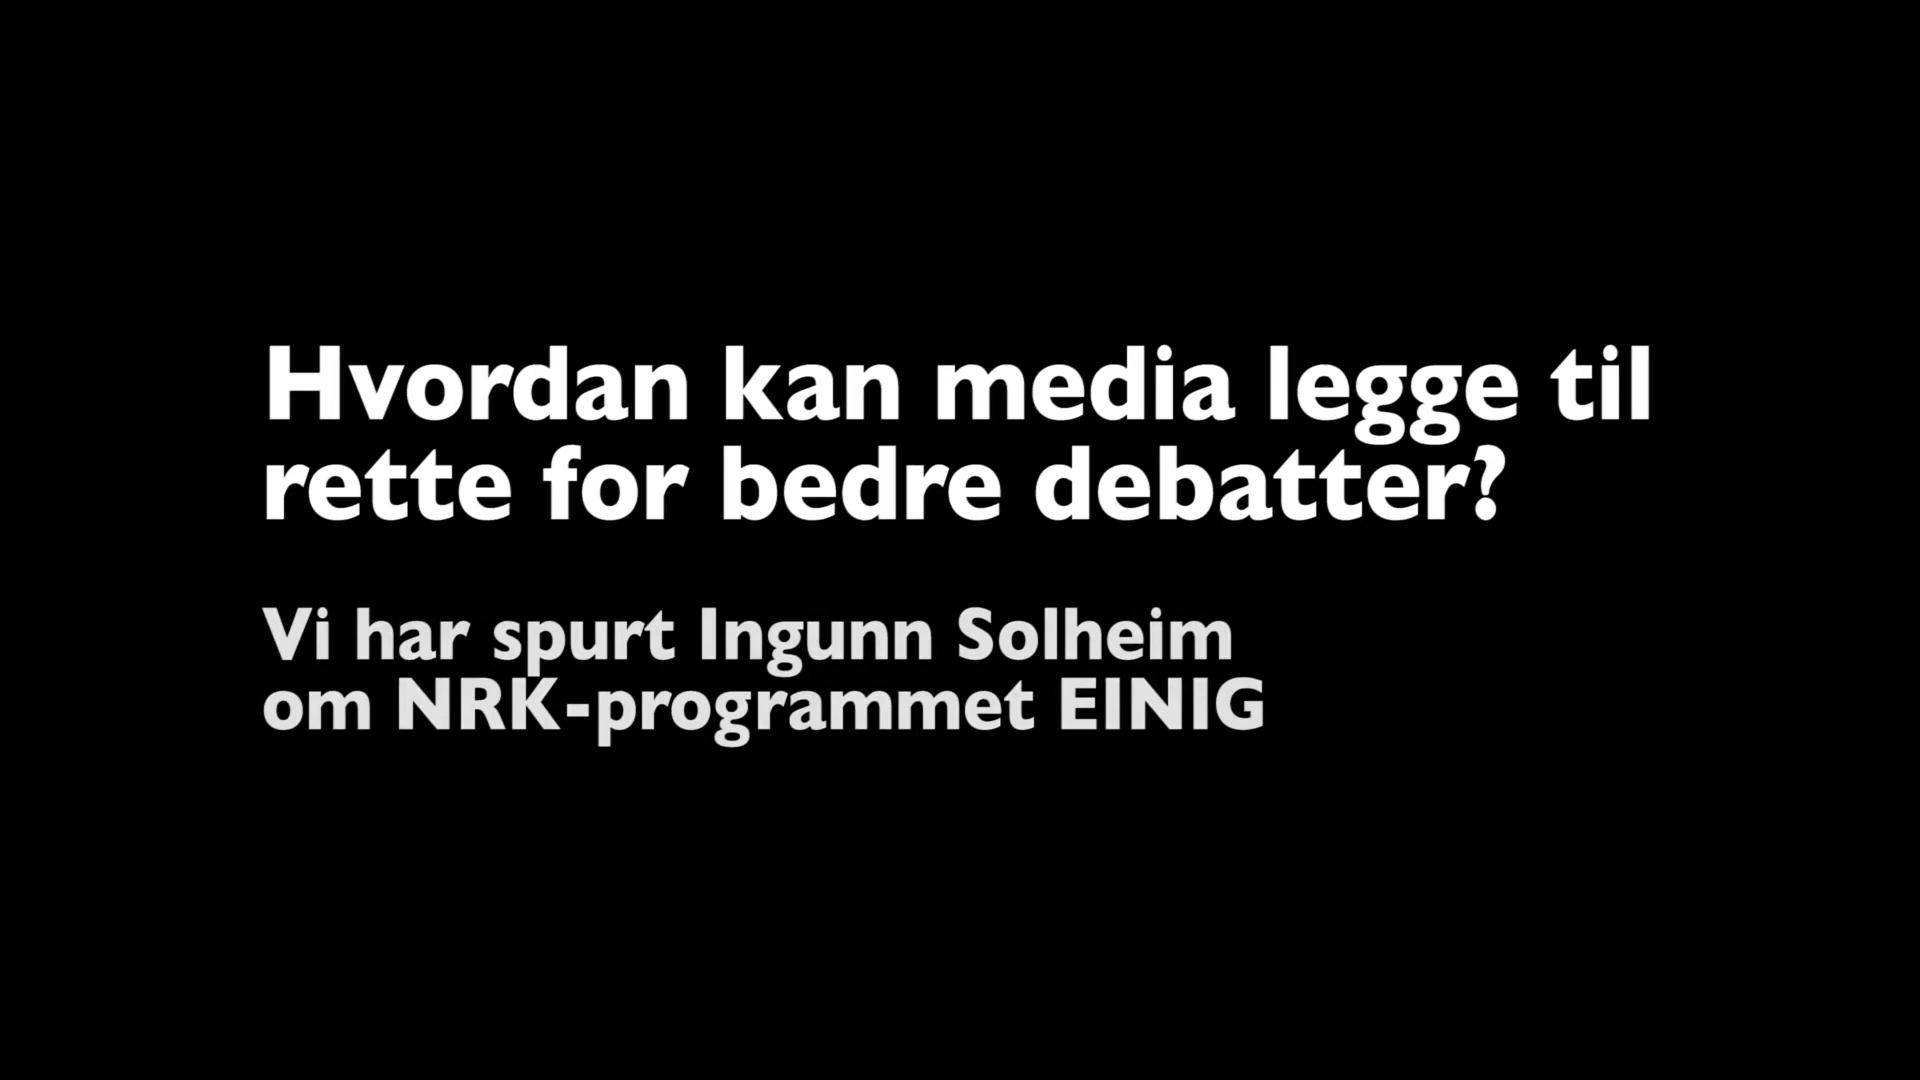 Hvordan kan media legge til
rette for bedre debatter?
Vi har spurt Ingunn Solheim
om NRK-programmet EINIG